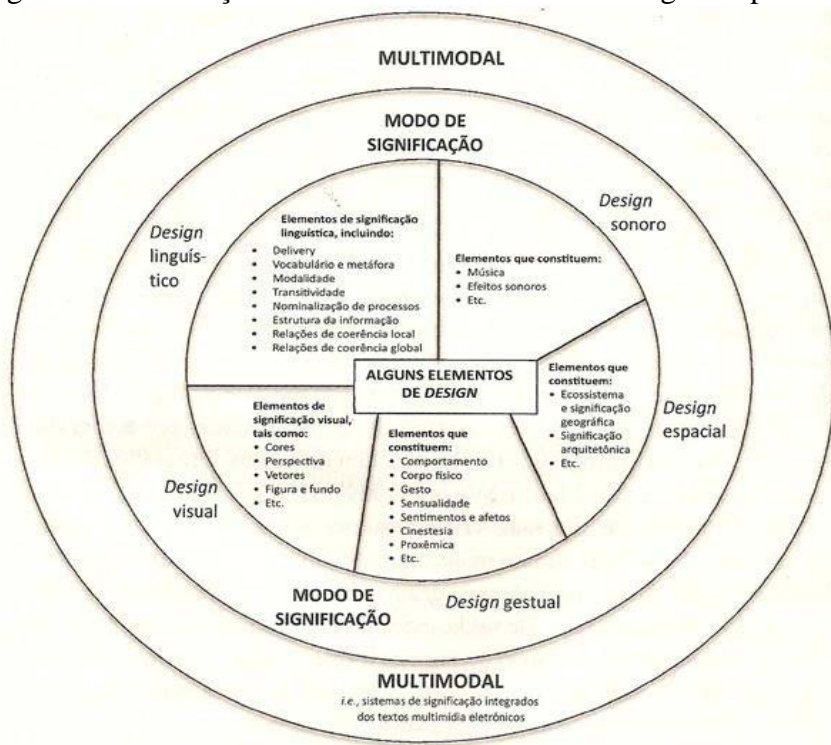 MULTIMODAL
MODO DE
SIGNIFICAÇÃO
Design
linguís-
tico
Elementos de significação
linguística, incluindo:
• Delivery
• Vocabulário e metáfora
• Modalidade
• Transitividade
• Nominalização de processos
• Estrutura da informação
• Relações de coerência local
• Relações de coerência global
Design
sonoro
Elementos que constituem:
• Música
• Efeitos sonoros
• Etc.
ALGUNS ELEMENTOS
DE DESIGN
Elementos que
constituem:
• Ecossistema
e significação
geográfica
• Significação
arquitetônica
• Etc.
Design
espacial
Elementos de
significação visual,
tais como:
• Cores
• Perspectiva
• Vetores
• Figura e fundo
• Etc.
Design
visual
Elementos que
constituem:
• Comportamento
• Corpo físico
• Gesto
• Sensualidade
• Sentimentos e afetos
• Cinestesia
• Proxêmica
• Etc.
MODO DE
SIGNIFICAÇÃO
Design gestual
MULTIMODAL
i.e., sistemas de significação integrados
dos textos multimídia eletrônicos